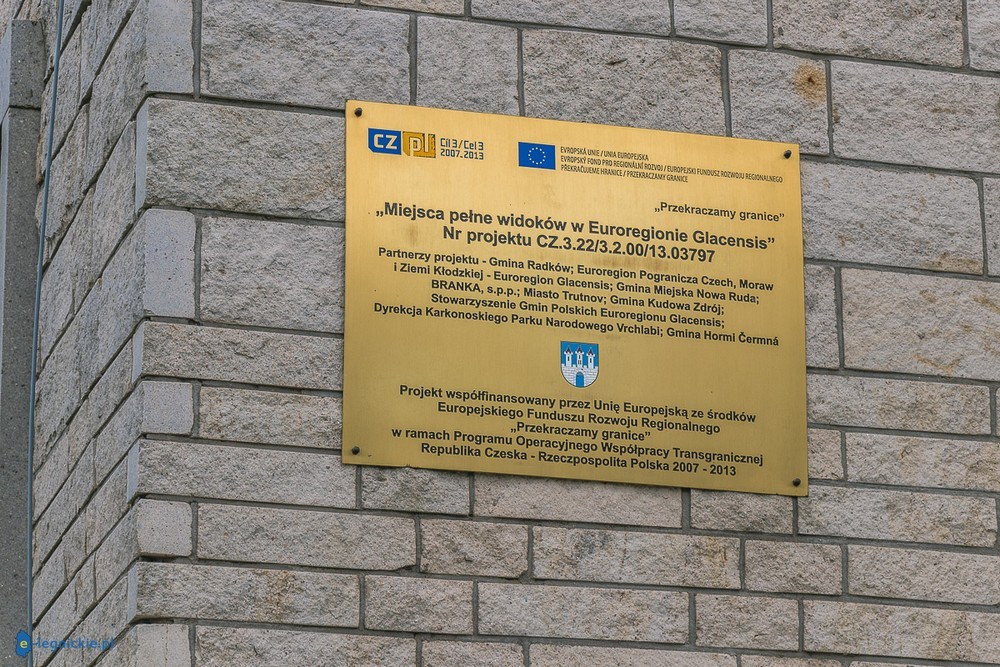 CZ pl Cíl 3 / Cel 3
2007-2013
EVROPSKÁ UNIE / UNIA EUROPEJSKA
EVROPSKÝ FOND PRO REGIONÁLNÍ ROZVOJ / EUROPEJSKI FUNDUSZ ROZWOJU REGIONALNEGO
PŘEKRAČUJEME HRANICE / PRZEKRACZAMY GRANICE
„Przekraczamy granice”
„Miejsca pełne widoków w Euroregionie Glacensis”
Nr projektu CZ.3.22/3.2.00/13.03797
Partnerzy projektu - Gmina Radków; Euroregion Pogranicza Czech, Moraw
i Ziemi Kłodzkiej - Euroregion Glacensis; Gmina Miejska Nowa Ruda;
BRANKA, s.p.p.; Miasto Trutnov; Gmina Kudowa Zdrój;
Stowarzyszenie Gmin Polskich Euroregionu Glacensis;
Dyrekcja Karkonoskiego Parku Narodowego Vrchlabi; Gmina Hormi Čermná
Projekt współfinansowany przez Unię Europejską ze środków
Europejskiego Funduszu Rozwoju Regionalnego
„Przekraczamy granice”
w ramach Programu Operacyjnego Współpracy Transgranicznej
Republika Czeska - Rzeczpospolita Polska 2007 - 2013
e-legnickie.pl